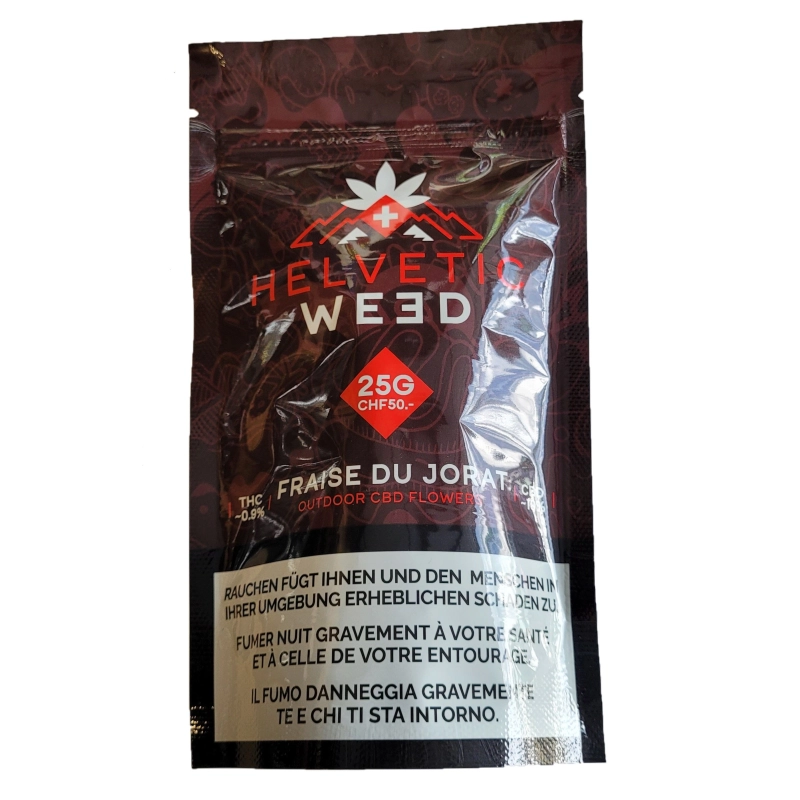 HELVETIC
WEED
25G
CHF50.-
FRAISE DU JORAT
THC
~0.9%
OUTDOOR CBD FLOWERS
CBD
RAUCHEN FÜGT IHNEN UND DEN MENSCHEN IN
IHRER UMGEBUNG ERHEBLICHEN SCHADEN ZU.
FUMER NUIT GRAVEMENT À VOTRE SANTÉ
ET À CELLE DE VOTRE ENTOURAGE.
IL FUMO DANNEGGIA GRAVEMENTE
TE E CHI TI STA INTORNO.